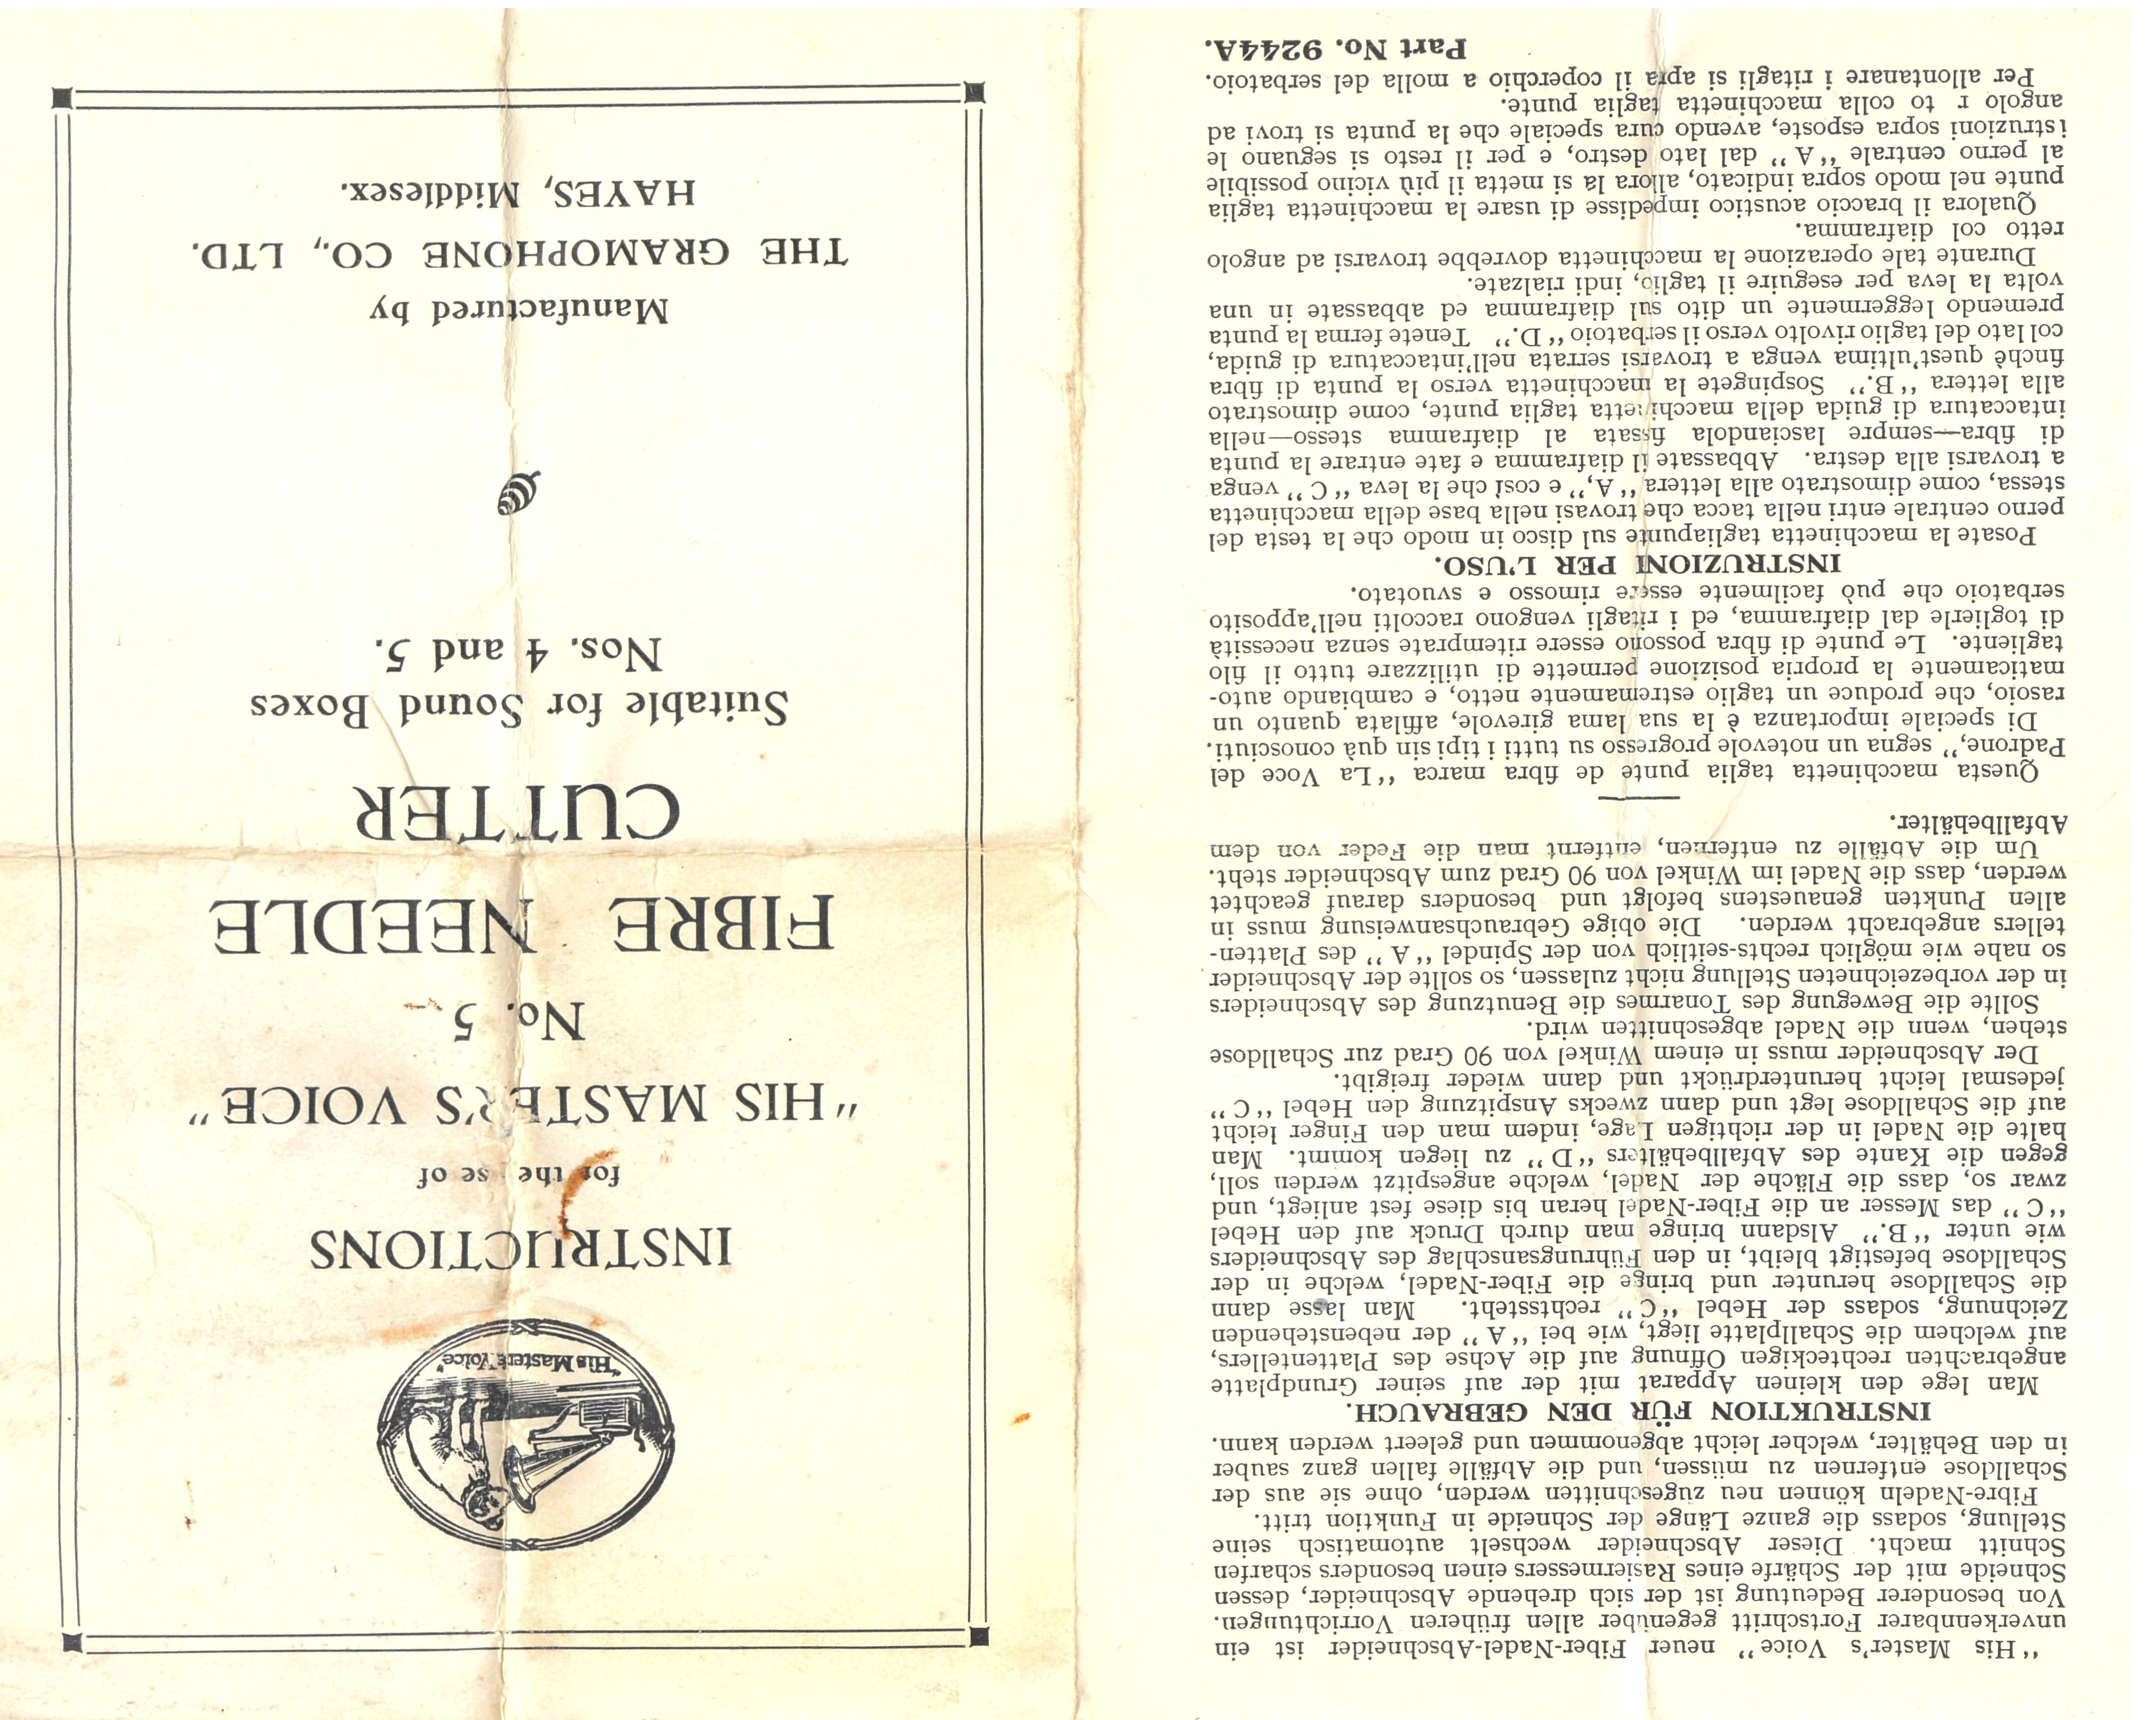 "His Master's Voice" neuer Fiber-Nadel-Abschneider ist ein
unverkennbarer Fortschritt gegenüber allen früheren Vorrichtungen.
Von besonderer Bedeutung ist der sich drehende Abschneider, dessen
Schneide mit der Schärfe eines Rasiermessers einen besonders scharfen
Schnitt macht. Dieser Abschneider wechselt automatisch seine
Stellung, sodass die ganze Länge der Schneide in Funktion tritt.
Fibre-Nadeln können neu zugeschnitten werden, ohne sie aus der
Schalldose entfernen zu müssen, und die Abfälle fallen ganz sauber
in den Behälter, welcher leicht abgenommen und geleert werden kann.
INSTRUKTION FÜR DEN GEBRAUCH.
Man lege den kleinen Apparat mit der auf seiner Grundplatte
angebrachten rechteckigen Öffnung auf die Achse des Plattentellers,
auf welchem die Schallplatte liegt, wie bei "A" der nebenstehenden
Zeichnung, sodass der Hebel "C" rechtssteht. Man lasse dann
die Schalldose herunter und bringe die Fiber-Nadel, welche in der
Schalldose befestigt bleibt, in den Führungsanschlag des Abschneiders
wie unter "B." Alsdann bringe man durch Druck auf den Hebel
"C" das Messer an die Fiber-Nadel heran bis diese fest anliegt, und
zwar so, dass die Fläche der Nadel, welche angespitzt werden soll,
gegen die Kante des Abfallbehälters "D" zu liegen kommt. Man
halte die Nadel in der richtigen Lage, indem man den Finger leicht
auf die Schalldose legt und dann zwecks Anspitzung den Hebel "C"
jedesmal leicht herunterdrückt und dann wieder freigibt.
Der Abschneider muss in einem Winkel von 90 Grad zur Schalldose
stehen, wenn die Nadel abgeschnitten wird.
Sollte die Bewegung des Tonarmes die Benutzung des Abschneiders
in der vorbezeichneten Stellung nicht zulassen, so sollte der Abschneider
so nahe wie möglich rechts-seitlich von der Spindel "A" des Platten-
tellers angebracht werden. Die obige Gebrauchsanweisung muss in
allen Punkten genauestens befolgt und besonders darauf geachtet
werden, dass die Nadel im Winkel von 90 Grad zum Abschneider steht.
Um die Abfälle zu entfernen, entfernt man die Feder von dem
Abfallbehälter.
Questa macchinetta taglia punte de fibra marca "La Voce del
Padrone," segna un notevole progresso su tutti i tipi sin quà conosciuti.
Di speciale importanza è la sua lama girevole, affilata quanto un
rasoio, che produce un taglio estremamente netto, e cambiando auto-
maticamente la propria posizione permette di utilizzare tutto il filo
tagliente. Le punte di fibra possono essere ritemprate senza necessità
di toglierle dal diaframma, ed i ritagli vengono raccolti nell'apposito
serbatoio che può facilmente essere rimosso e svuotato.
INSTRUZIONI PER L'USO.
Posate la macchinetta tagliapunte sul disco in modo che la testa del
perno centrale entri nella tacca che trovasi nella base della macchinetta
stessa, come dimostrato alla lettera "A," e così che la leva "C" venga
a trovarsi alla destra. Abbassate il diaframma e fate entrare la punta
di fibra—sempre lasciandola fissata al diaframma stesso—nella
intaccatura di guida della macchinetta taglia punte, come dimostrato
alla lettera "B." Sospingete la macchinetta verso la punta di fibra
finchè quest'ultima venga a trovarsi serrata nell'intaccatura di guida,
col lato del taglio rivolto verso il serbatoio "D." Tenete ferma la punta
premendo leggermente un dito sul diaframma ed abbassate in una
volta la leva per eseguire il taglio, indi rialzate.
Durante tale operazione la macchinetta dovrebbe trovarsi ad angolo
retto col diaframma.
Qualora il braccio acustico impedisse di usare la macchinetta taglia
punte nel modo sopra indicato, allora la si metta il più vicino possibile
al perno centrale "A" dal lato destro, e per il resto si seguano le
istruzioni sopra esposte, avendo cura speciale che la punta si trovi ad
angolo r to colla macchinetta taglia punte.
Per allontanare i ritagli si apra il coperchio a molla del serbatoio.
Part No. 9244A.
"His Master's Voice"
INSTRUCTIONS
for the se of
"HIS MASTER'S VOICE"
No. 5
FIBRE NEEDLE
CUTTER
Suitable for Sound Boxes
Nos. 4 and 5.
Manufactured by
THE GRAMOPHONE CO., LTD.
HAYES, Middlesex.